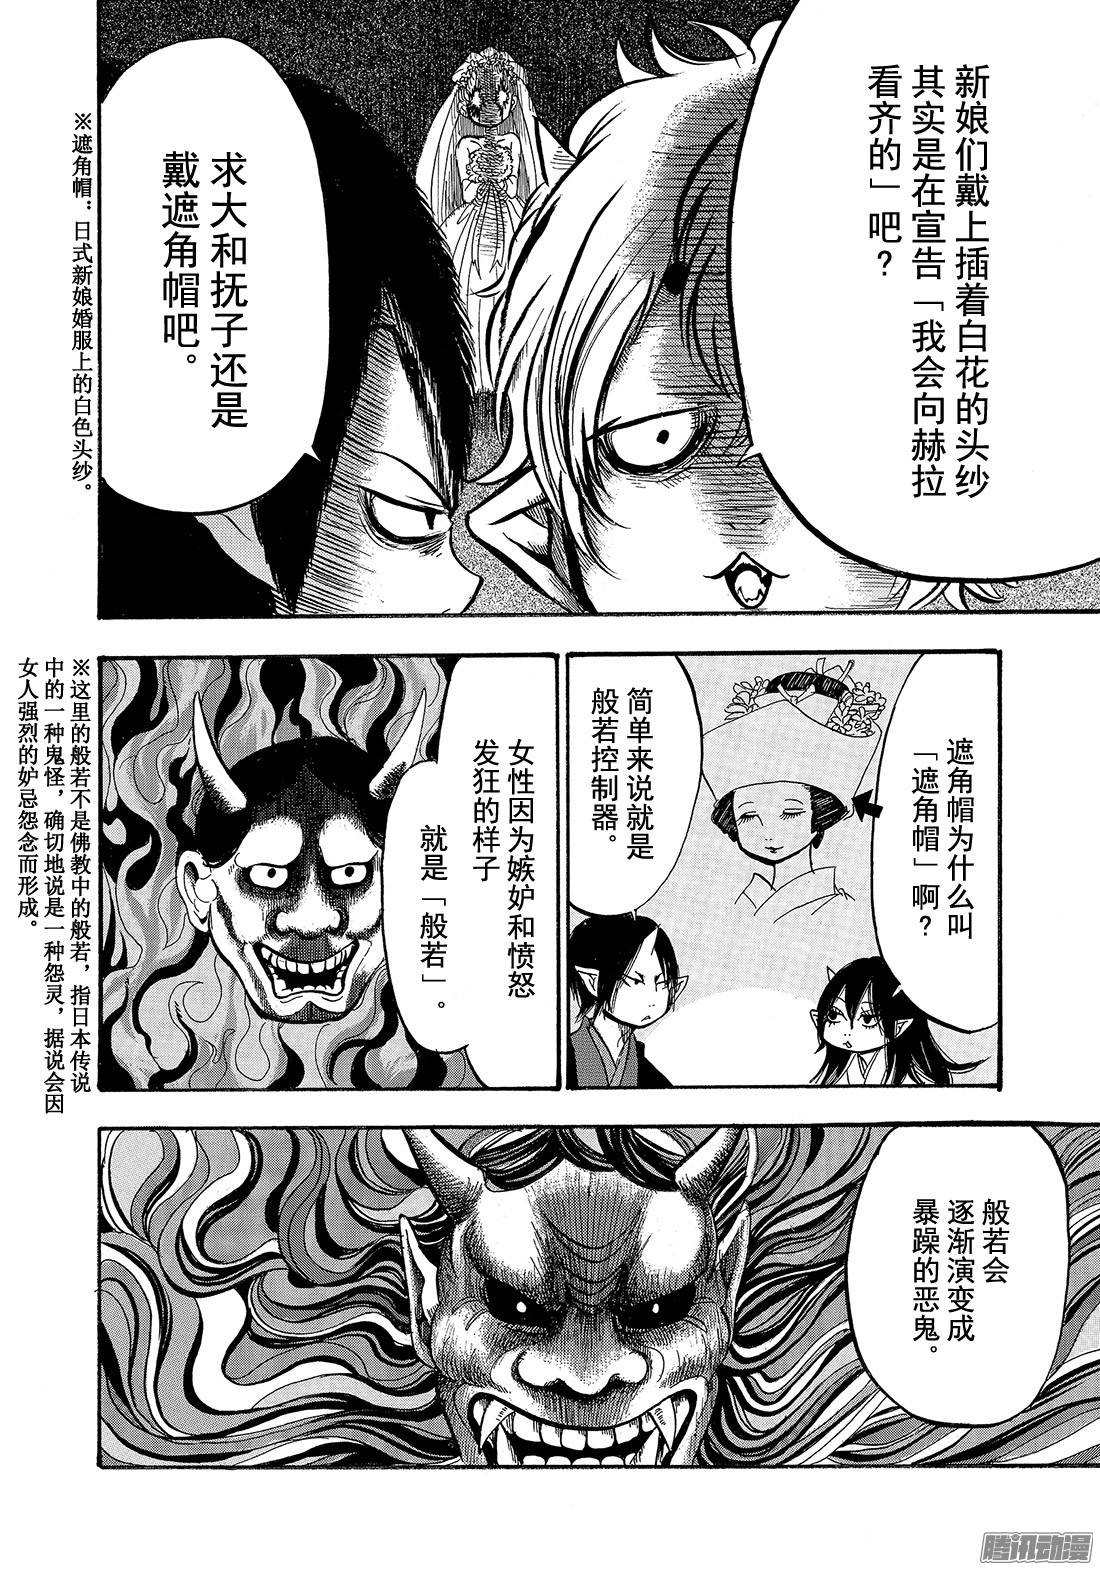 新娘们戴上插着白花的头纱
其实是在宣告「我会向赫拉
看齐的」吧？
求大和抚子还是
戴遮角帽吧。
※遮角帽：日式新娘婚服上的白色头纱。
遮角帽为什么叫
「遮角帽」啊？
简单来说就是
般若控制器。
女性因为嫉妒和愤怒
发狂的样子
就是「般若」。
※这里的般若不是佛教中的般若，指日本传说
中的一种鬼怪，确切地说是一种怨灵，据说会因
女人强烈的妒忌怨念而形成。
般若会
逐渐演变成
暴躁的恶鬼。
腾讯动漫